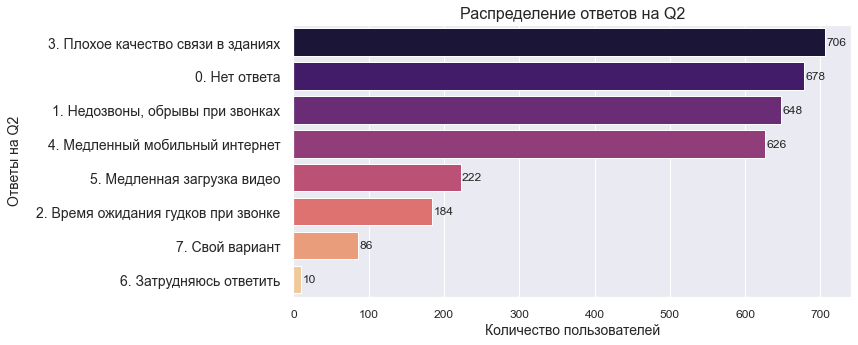 Распределение ответов на Q2
Ответы на Q2
3. Плохое качество связи в зданиях 706
0. Нет ответа 678
1. Недозвоны, обрывы при звонках 648
4. Медленный мобильный интернет 626
5. Медленная загрузка видео 222
2. Время ожидания гудков при звонке 184
7. Свой вариант 86
6. Затрудняюсь ответить 10
0 100 200 300 400 500 600 700
Количество пользователей